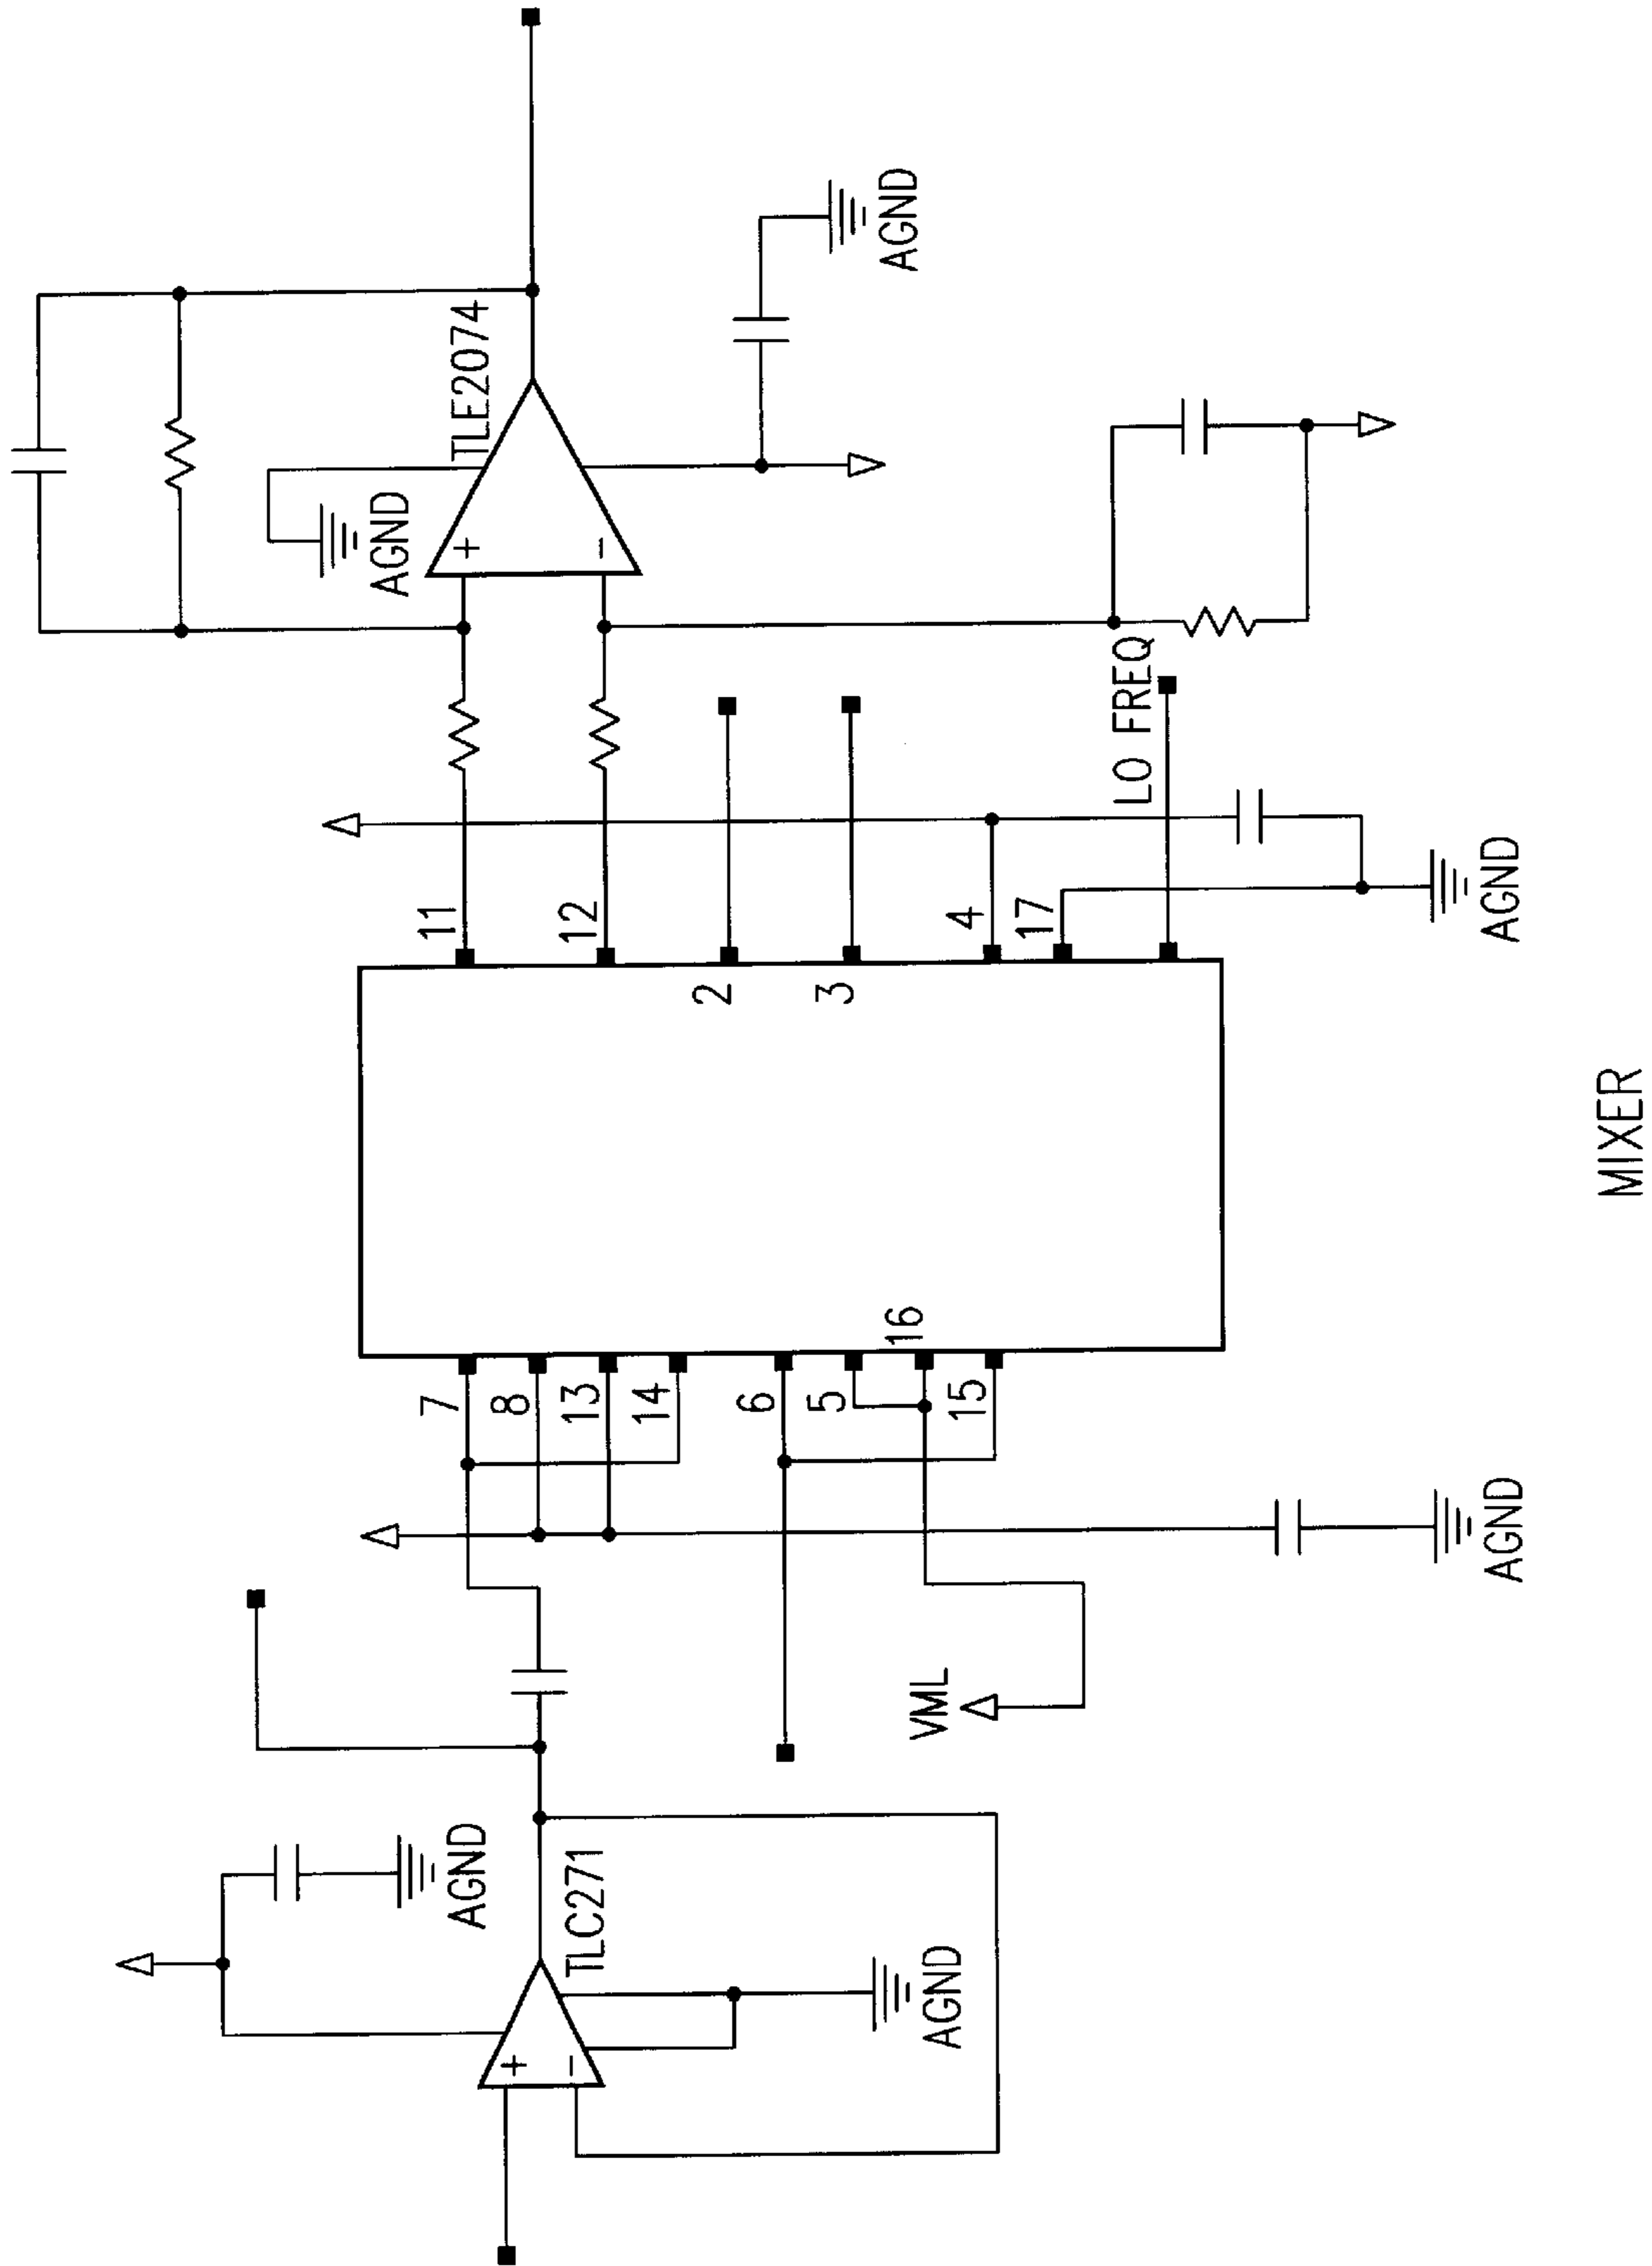 TLE2074
+
−
AGND
AGND
11
12
2
3
4
17
LO FREQ
AGND
7
8
13
14
6
5
16
15
VML
AGND
AGND
TLC271
+
−
AGND
MIXER